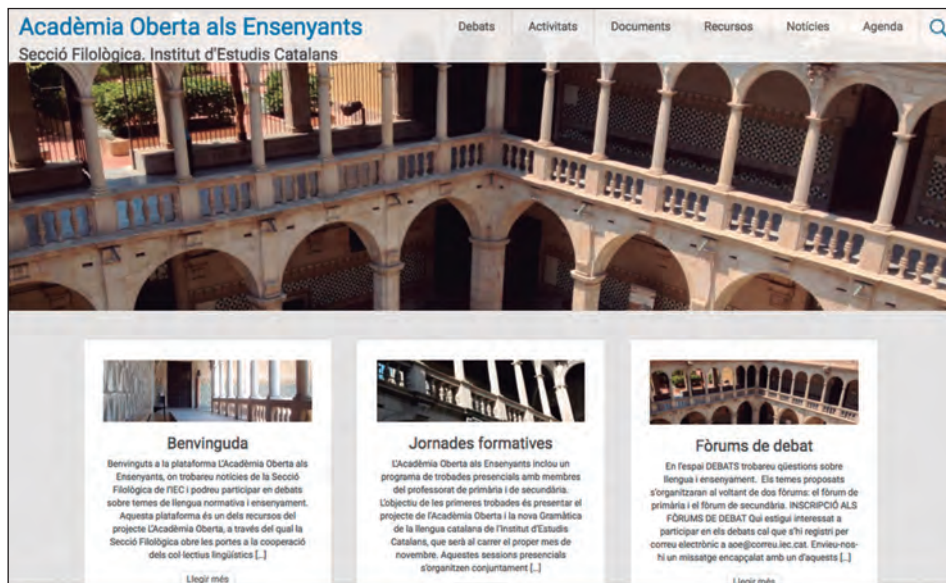 Acadèmia Oberta als Ensenyants
Secció Filològica. Institut d'Estudis Catalans
Debats Activitats Documents Recursos Notícies Agenda
Benvinguda
Benvinguts a la plataforma L'Acadèmia Oberta als
Ensenyants, on trobareu notícies de la Secció
Filològica de l'IEC i podreu participar en debats
sobre temes de llengua normativa i ensenyament.
Aquesta plataforma és un dels recursos del
projecte L'Acadèmia Oberta, a través del qual la
Secció Filològica obre les portes a la cooperació
dels col·lectius lingüístics [...]
Llegir més
Jornades formatives
L'Acadèmia Oberta als Ensenyants inclou un
programa de trobades presencials amb membres
del professorat de primària i de secundària.
L'objectiu de les primeres trobades és presentar el
projecte de l'Acadèmia Oberta i la nova Gramàtica
de la llengua catalana de l'Institut d'Estudis
Catalans, que serà al carrer el proper mes de
novembre. Aquestes sessions presencials
s'organitzen conjuntament [...]
Fòrums de debat
En l'espai DEBATS trobareu qüestions sobre
llengua i ensenyament. Els temes proposats
s'organitzaran al voltant de dos fòrums: el fòrum de
primària i el fòrum de secundària. INSCRIPCIÓ ALS
FÒRUMS DE DEBAT Qui estigui interessat a
participar en els debats cal que s'hi registri per
correu electrònic a aoe@correu.iec.cat. Envieu-nos-
hi un missatge encapçalat amb un d'aquests [...]
Llegir més